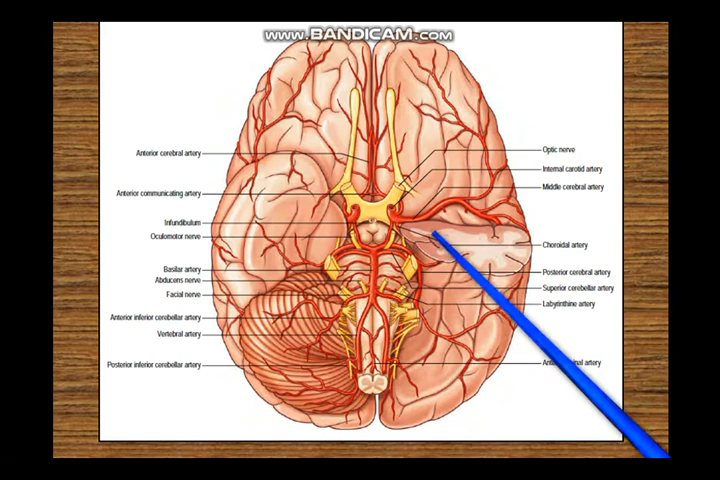 www.BANDICAM.com
Anterior cerebral artery
Anterior communicating artery
Infundibulum
Oculomotor nerve
Basilar artery
Abducens nerve
Facial nerve
Anterior inferior cerebellar artery
Vertebral artery
Posterior inferior cerebellar artery
Optic nerve
Internal carotid artery
Middle cerebral artery
Choroidal artery
Posterior cerebral artery
Superior cerebellar artery
Labyrinthine artery
artery